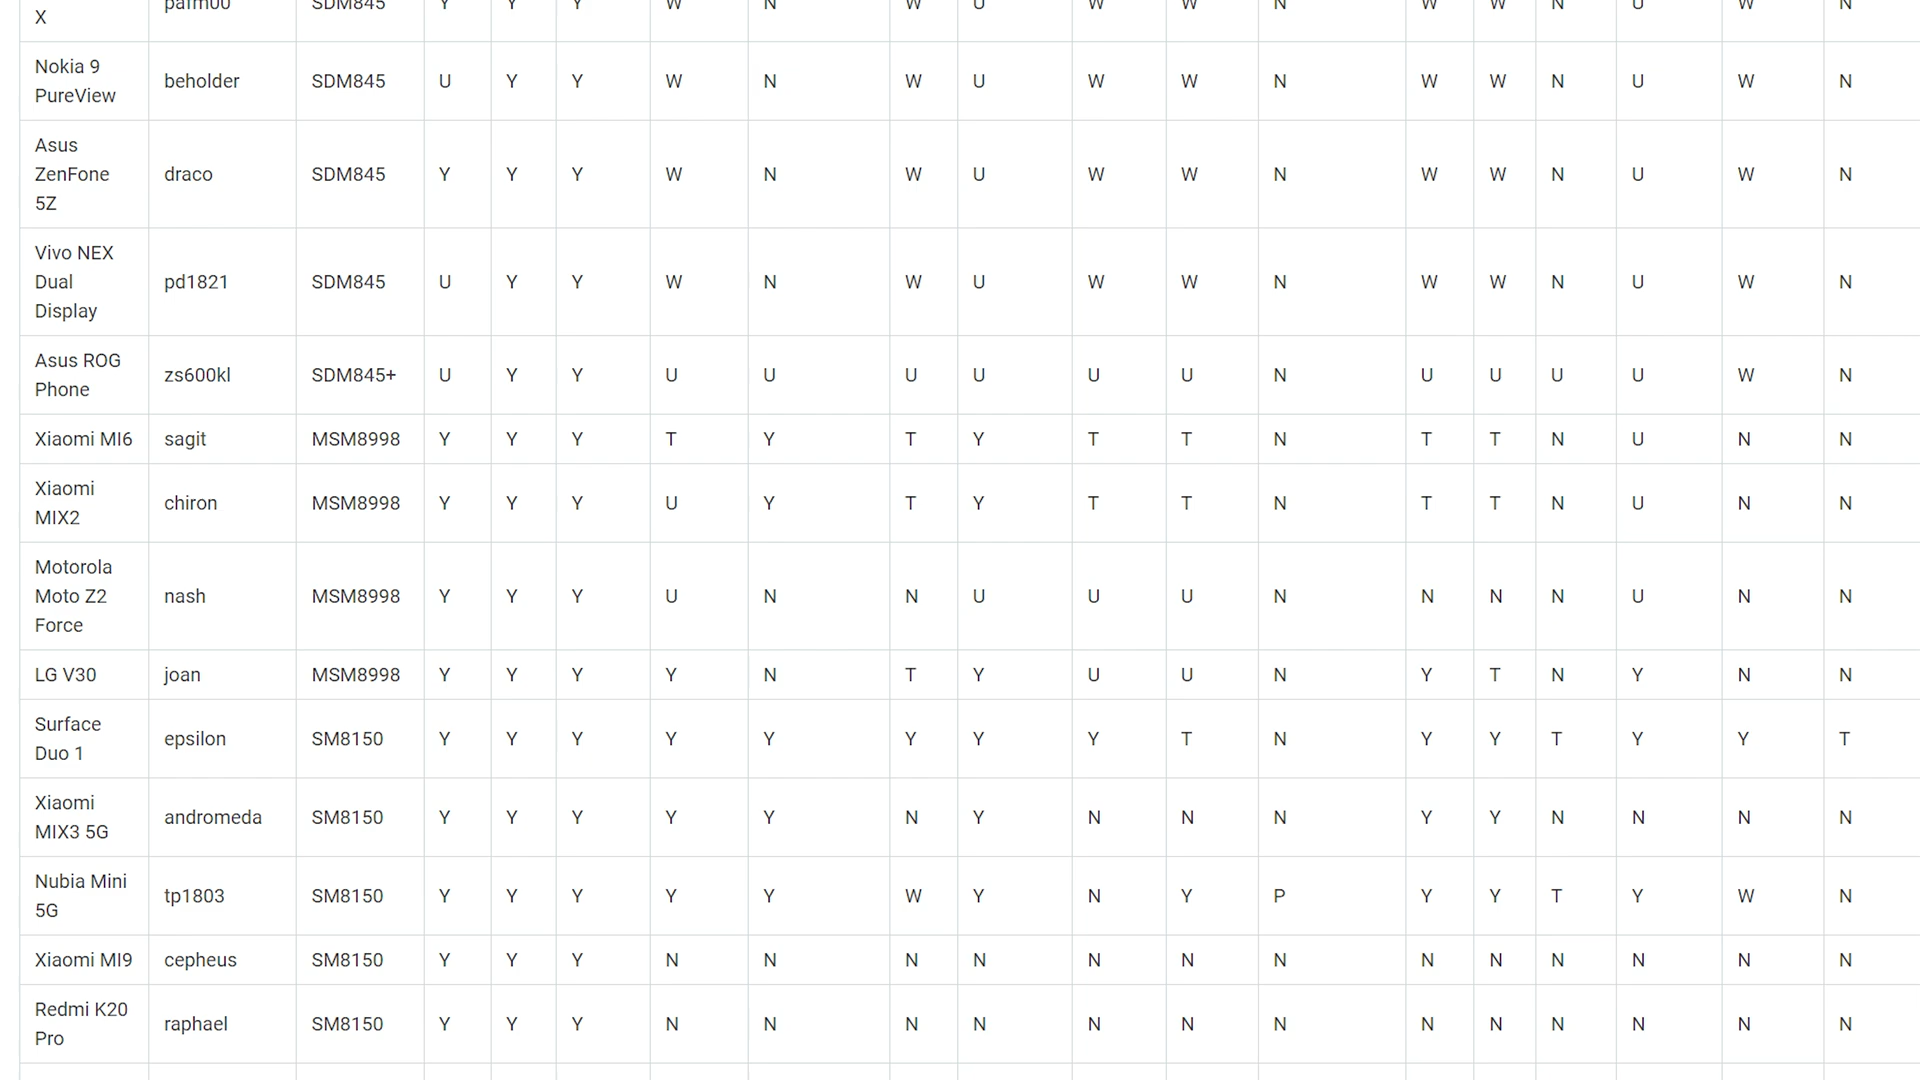 X pafm00 SDM845 Y Y Y W N W U W W N W W N U W N
Nokia 9
PureView
beholder SDM845 U Y Y W N W U W W N W W N U W N
Asus
ZenFone
5Z
draco SDM845 Y Y Y W N W U W W N W W N U W N
Vivo NEX
Dual
Display
pd1821 SDM845 U Y Y W N W U W W N W W N U W N
Asus ROG
Phone
zs600kl SDM845+ U Y Y U U U U U U N U U U U W N
Xiaomi MI6 sagit MSM8998 Y Y Y T Y T Y T T N T T N U N N
Xiaomi
MIX2
chiron MSM8998 Y Y Y U Y T Y T T N T T N U N N
Motorola
Moto Z2
Force
nash MSM8998 Y Y Y U N N U U U N N N N U N N
LG V30 joan MSM8998 Y Y Y Y N T Y U U N Y T N Y N N
Surface
Duo 1
epsilon SM8150 Y Y Y Y Y Y Y Y T N Y Y T Y Y T
Xiaomi
MIX3 5G
andromeda SM8150 Y Y Y Y Y N Y N N N Y Y N N N N
Nubia Mini
5G
tp1803 SM8150 Y Y Y Y Y W Y N Y P Y Y T Y W N
Xiaomi MI9 cepheus SM8150 Y Y Y N N N N N N N N N N N N N
Redmi K20
Pro
raphael SM8150 Y Y Y N N N N N N N N N N N N N